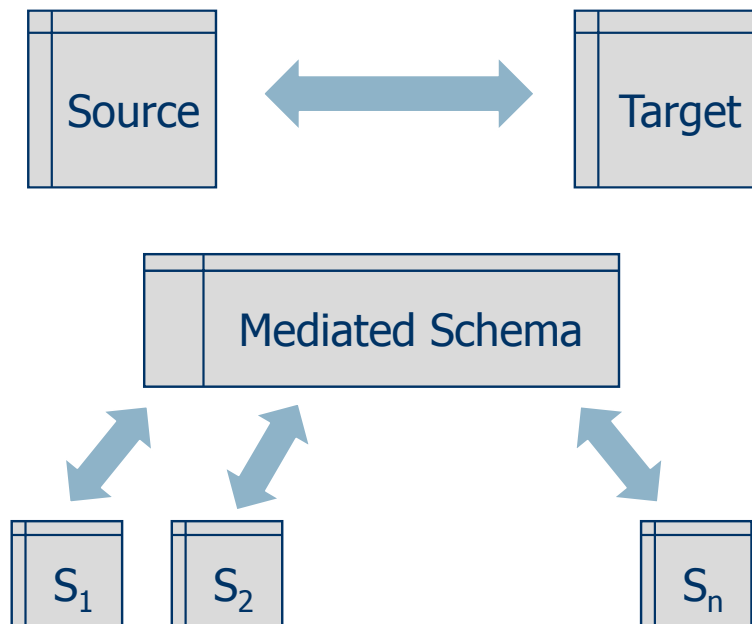 Source
Target
Mediated Schema
S₁
S₂
Sₙ